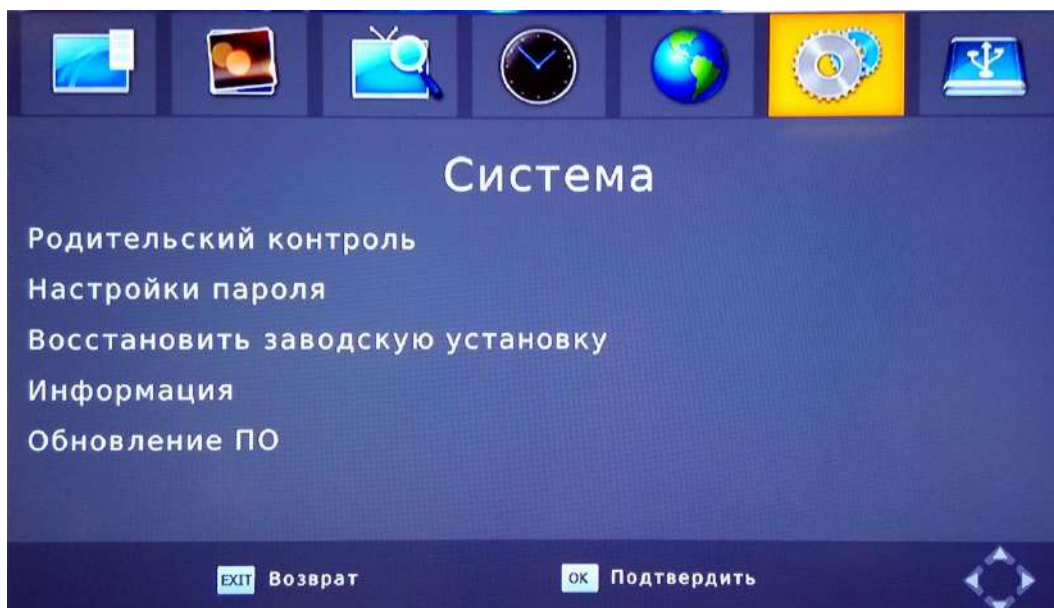 Система
Родительский контроль
Настройки пароля
Восстановить заводскую установку
Информация
Обновление ПО
EXIT Возврат OK Подтвердить